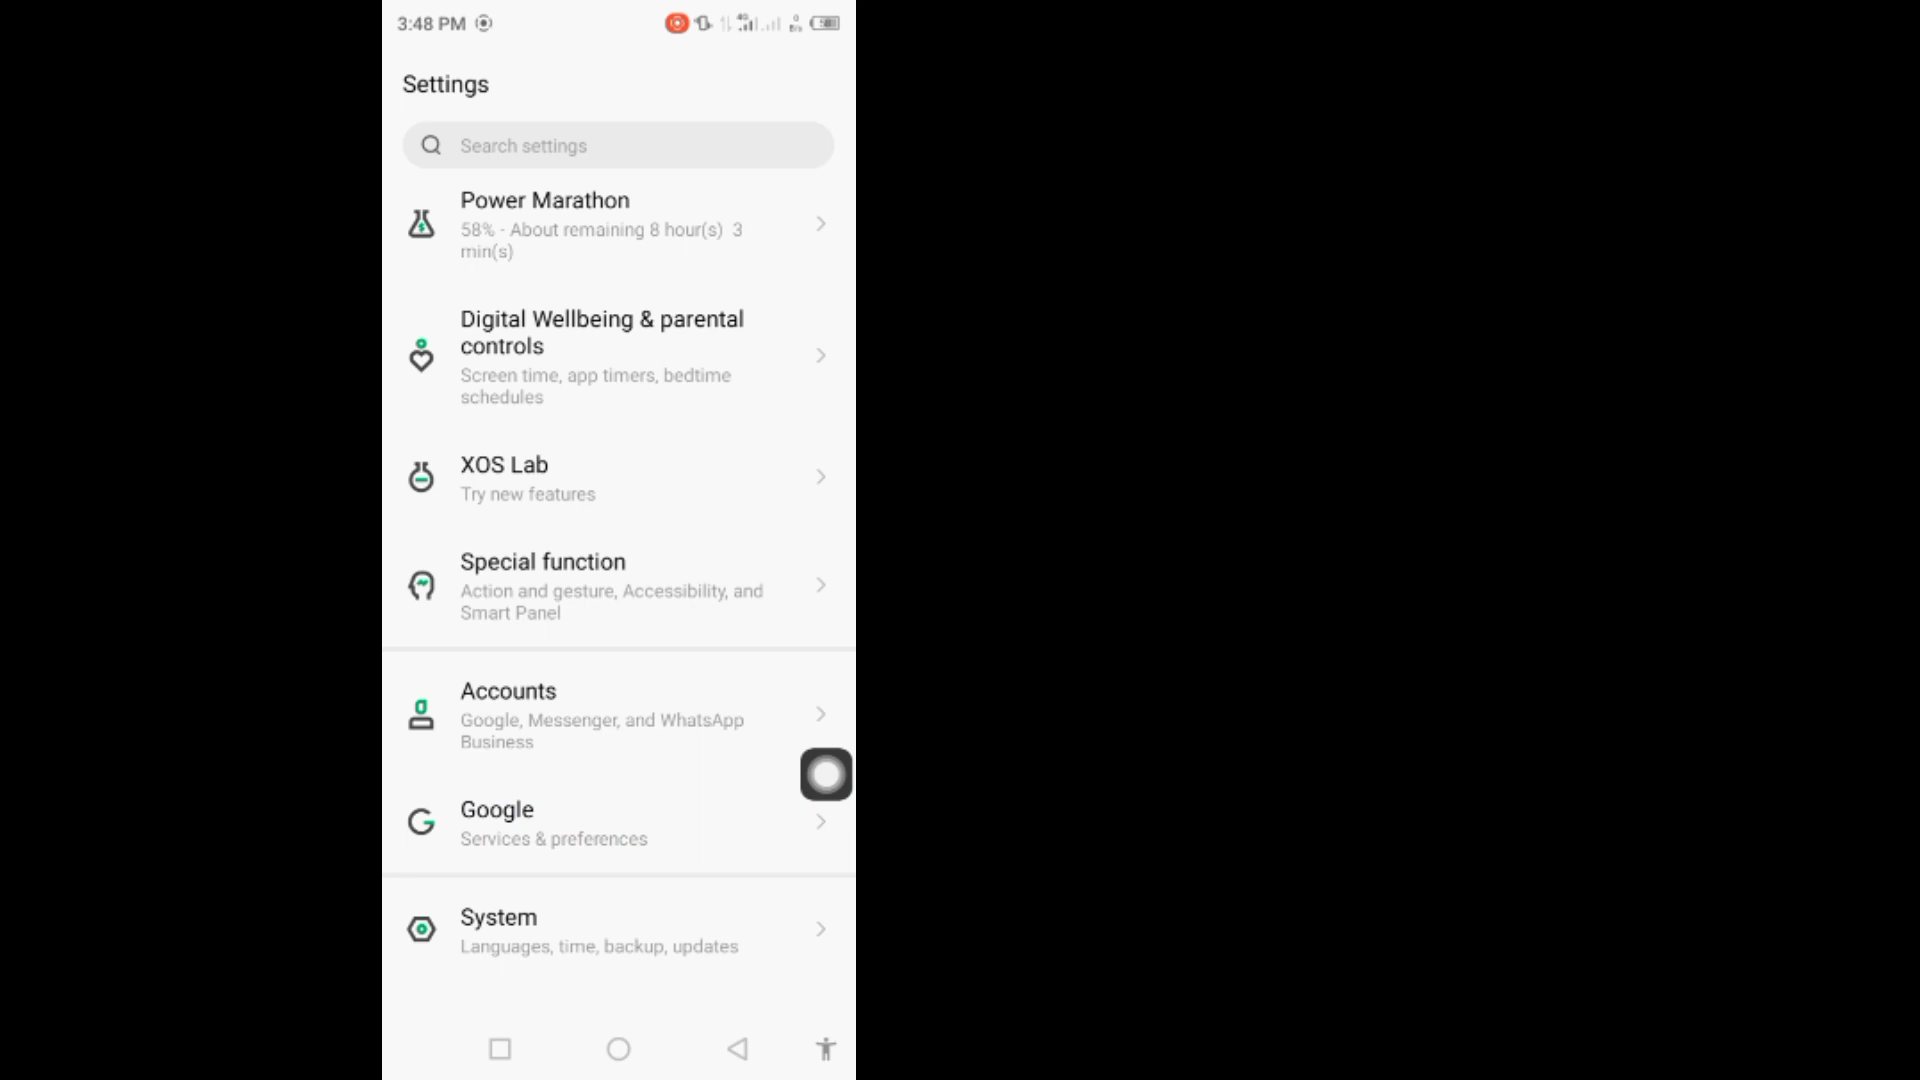 3:48 PM
Settings
Search settings
Power Marathon
58% - About remaining 8 hour(s) 3
min(s)
Digital Wellbeing & parental
controls
Screen time, app timers, bedtime
schedules
XOS Lab
Try new features
Special function
Action and gesture, Accessibility, and
Smart Panel
Accounts
Google, Messenger, and WhatsApp
Business
Google
Services & preferences
System
Languages, time, backup, updates